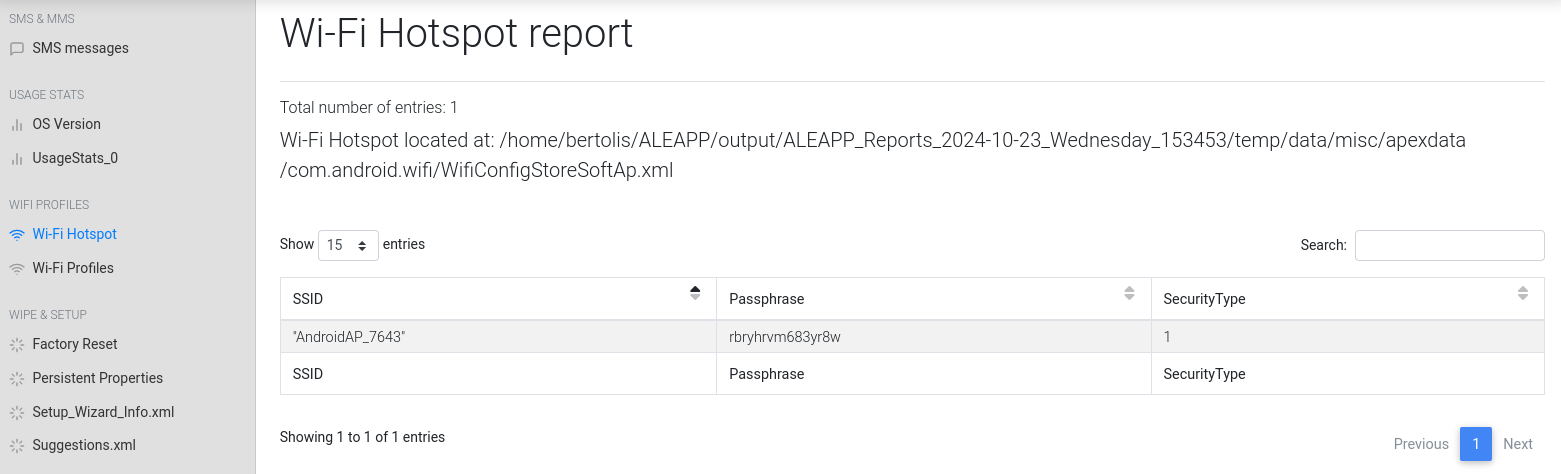 SMS & MMS
SMS messages
USAGE STATS
OS Version
UsageStats_0
WIFI PROFILES
Wi-Fi Hotspot
Wi-Fi Profiles
WIPE & SETUP
Factory Reset
Persistent Properties
Setup_Wizard_Info.xml
Suggestions.xml
Wi-Fi Hotspot report
Total number of entries: 1
Wi-Fi Hotspot located at: /home/bertolis/ALEAPP/output/ALEAPP_Reports_2024-10-23_Wednesday_153453/temp/data/misc/apexdata
/com.android.wifi/WifiConfigStoreSoftAp.xml
Show 15 entries Search:
SSID Passphrase SecurityType
"AndroidAP_7643" rbryhrvm683yr8w 1
SSID Passphrase SecurityType
Showing 1 to 1 of 1 entries Previous 1 Next